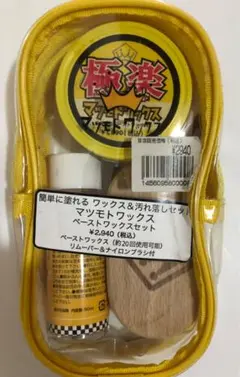 極楽
マツモトワックス
¥2,940
簡単に塗れる ワックス&汚れ落しセット
マツモトワックス
ペーストワックスセット
¥2,940(税込)
ペーストワックス(約20回使用可能)
リムーバー&ナイロンブラシ付